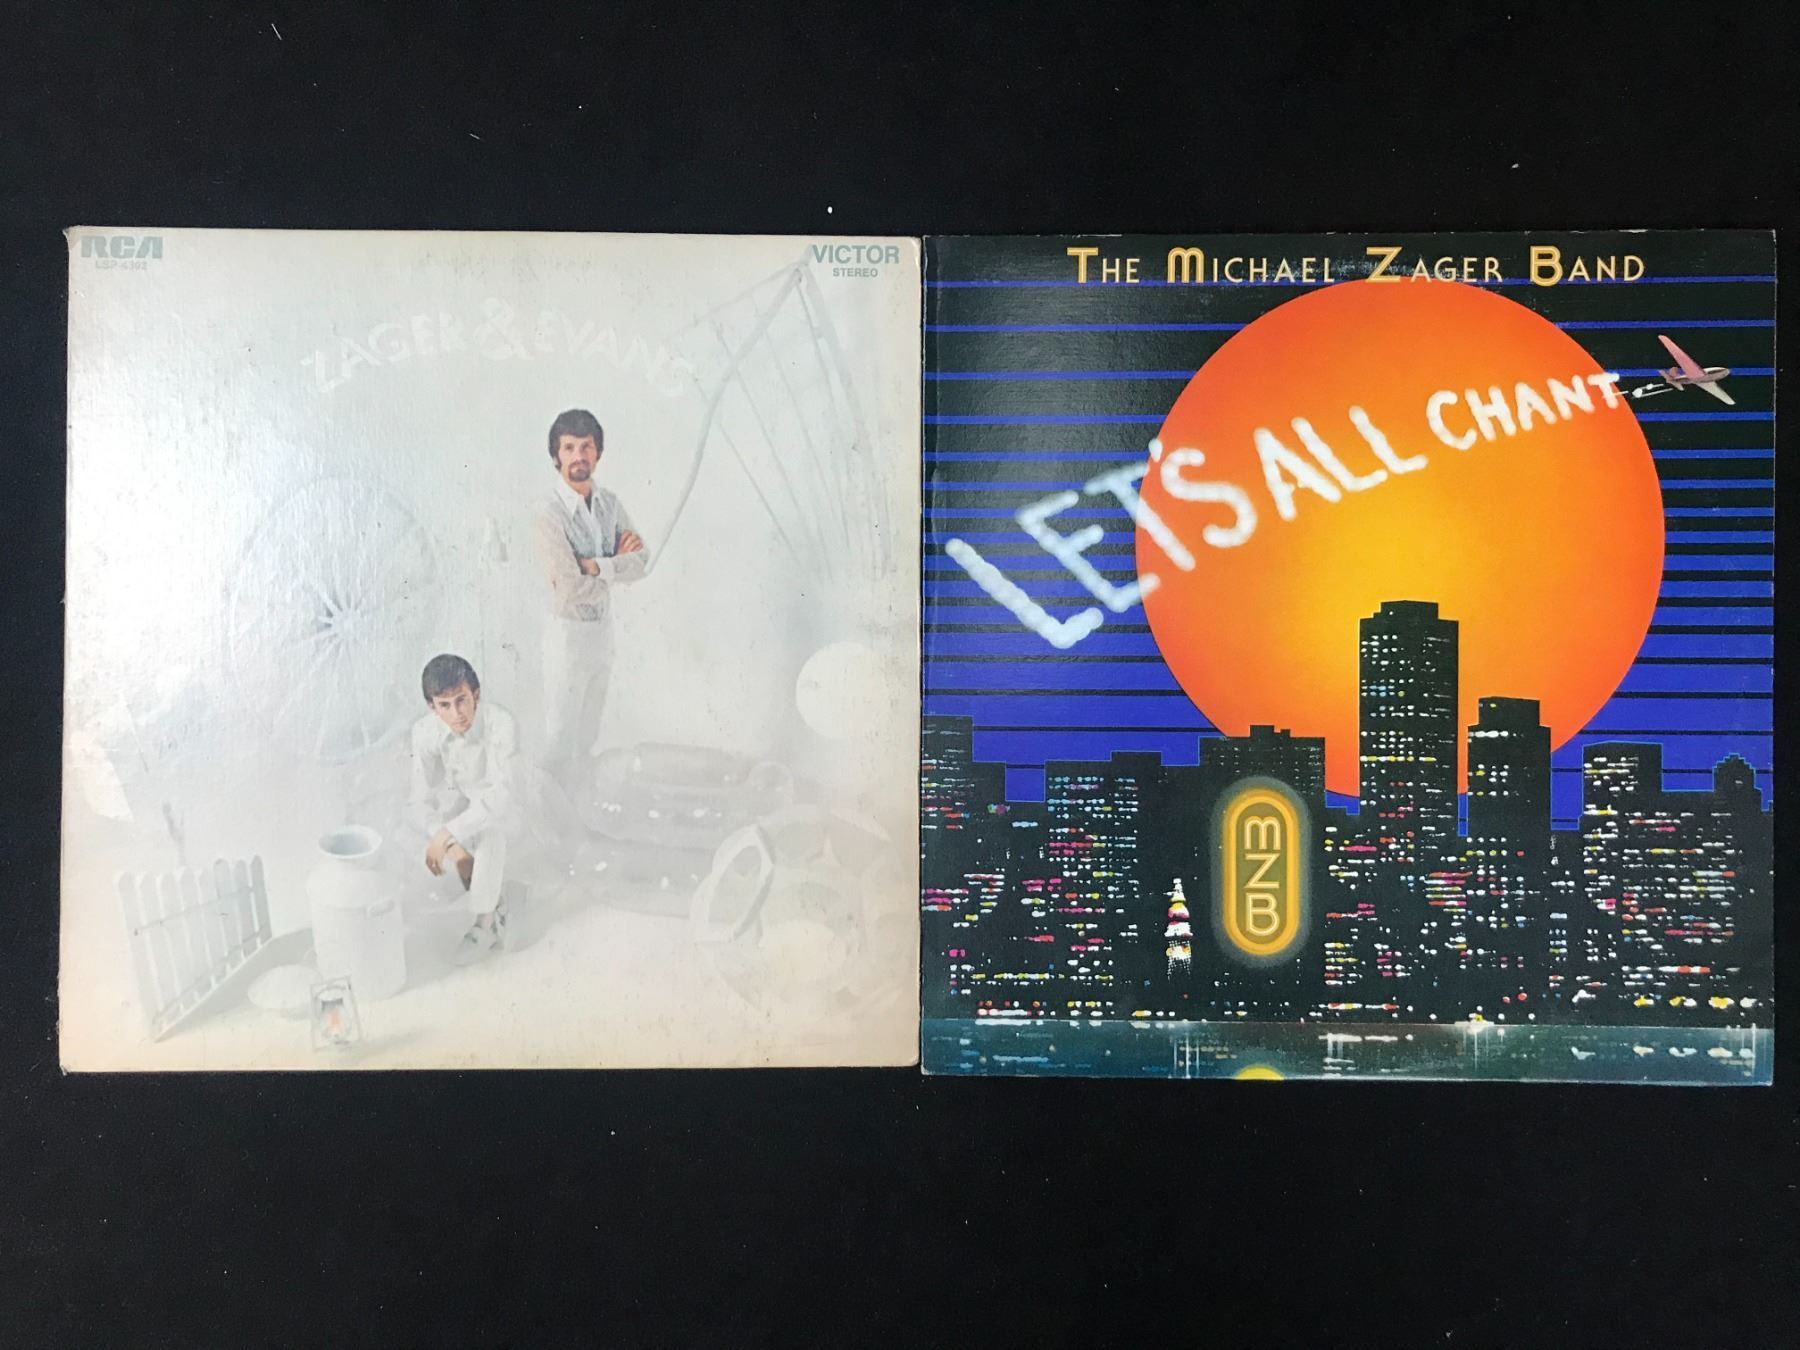 RCA
LSP-4302
VICTOR
STEREO
ZAGER & EVANS
THE MICHAEL ZAGER BAND
LET'S ALL CHANT
MZB